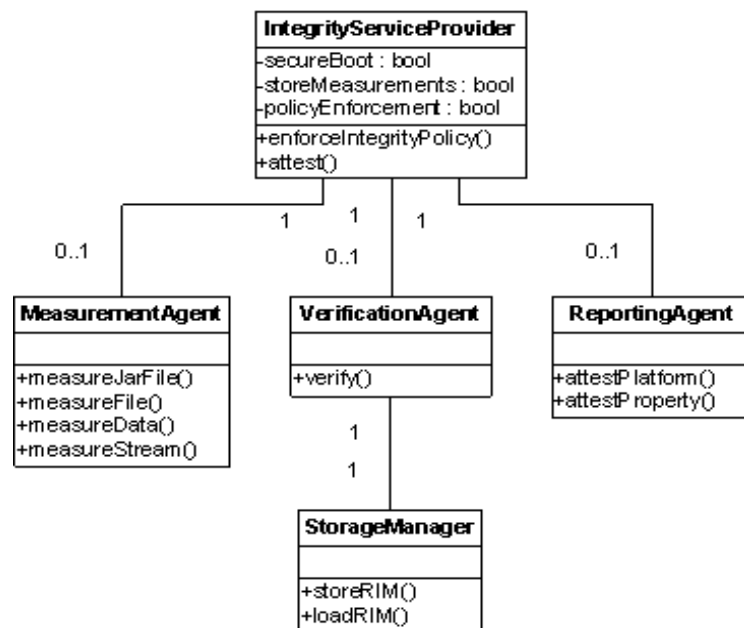 IntegrityServiceProvider
-secureBoot : bool
-storeMeasurements : bool
-policyEnforcement : bool
+enforceIntegrityPolicy()
+attest()
1
1
1
0..1
0..1
0..1
MeasurementAgent
+measureJarFile()
+measureFile()
+measureData()
+measureStream()
VerificationAgent
+verify()
ReportingAgent
+attestPlatform()
+attestProperty()
1
1
StorageManager
+storeRIM()
+loadRIM()